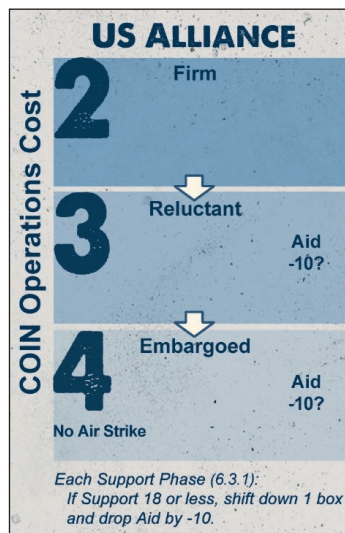 US ALLIANCE
COIN Operations Cost
2
Firm
3
Reluctant
Aid
-10?
4
Embargoed
Aid
-10?
No Air Strike
Each Support Phase (6.3.1):
If Support 18 or less, shift down 1 box
and drop Aid by -10.